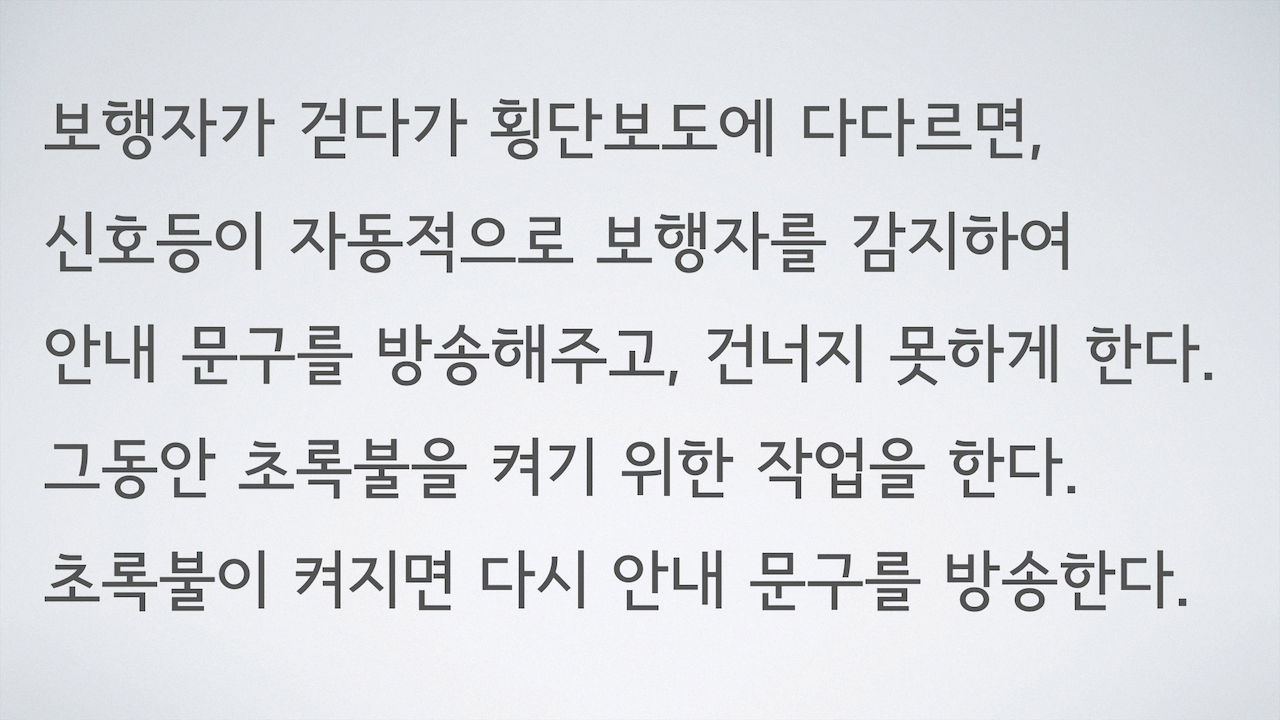 보행자가 걷다가 횡단보도에 다다르면,
신호등이 자동적으로 보행자를 감지하여
안내 문구를 방송해주고, 건너지 못하게 한다.
그동안 초록불을 켜기 위한 작업을 한다.
초록불이 켜지면 다시 안내 문구를 방송한다.